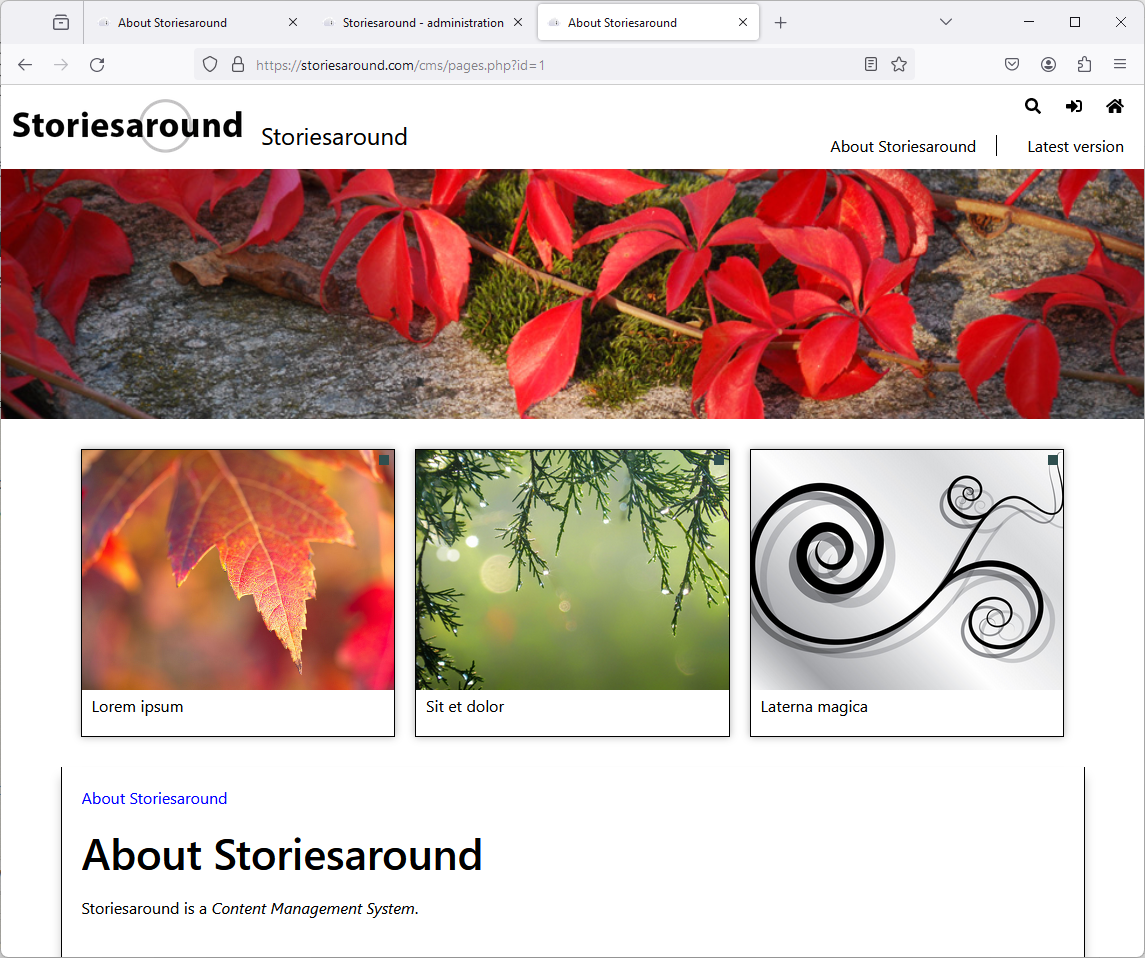 About Storiesaround
Storiesaround - administration
About Storiesaround
https://storiesaround.com/cms/pages.php?id=1
Storiesaround
Storiesaround
About Storiesaround
Latest version
Lorem ipsum
Sit et dolor
Laterna magica
About Storiesaround
About Storiesaround
Storiesaround is a Content Management System.